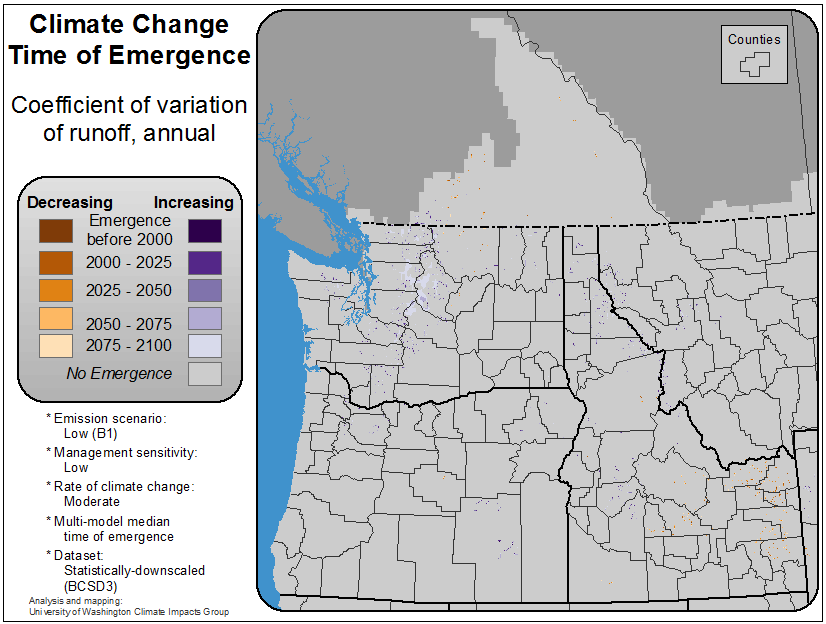 Climate Change
Time of Emergence
Coefficient of variation
of runoff, annual
Counties
Decreasing Increasing
Emergence
before 2000
2000 - 2025
2025 - 2050
2050 - 2075
2075 - 2100
No Emergence
* Emission scenario:
Low (B1)
* Management sensitivity:
Low
* Rate of climate change:
Moderate
* Multi-model median
time of emergence
* Dataset:
Statistically-downscaled
(BCSD3)
Analysis and mapping:
University of Washington Climate Impacts Group